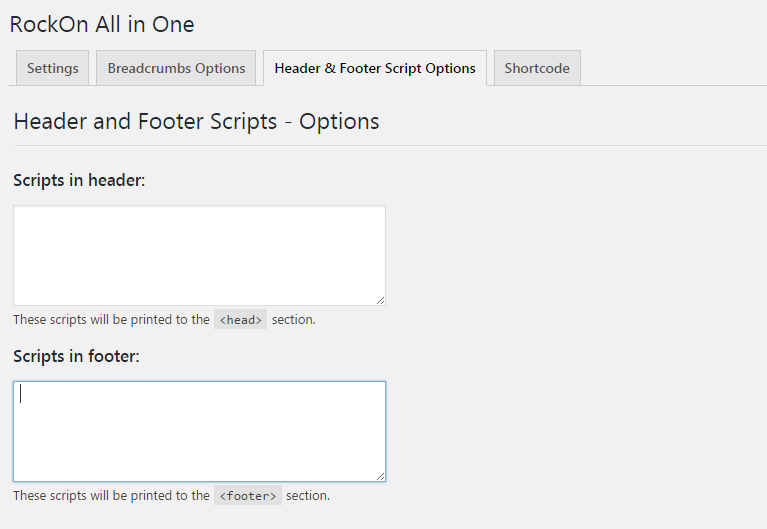 RockOn All in One
Settings Breadcrumbs Options Header & Footer Script Options Shortcode
Header and Footer Scripts - Options
Scripts in header:
These scripts will be printed to the <head> section.
Scripts in footer:
These scripts will be printed to the <footer> section.